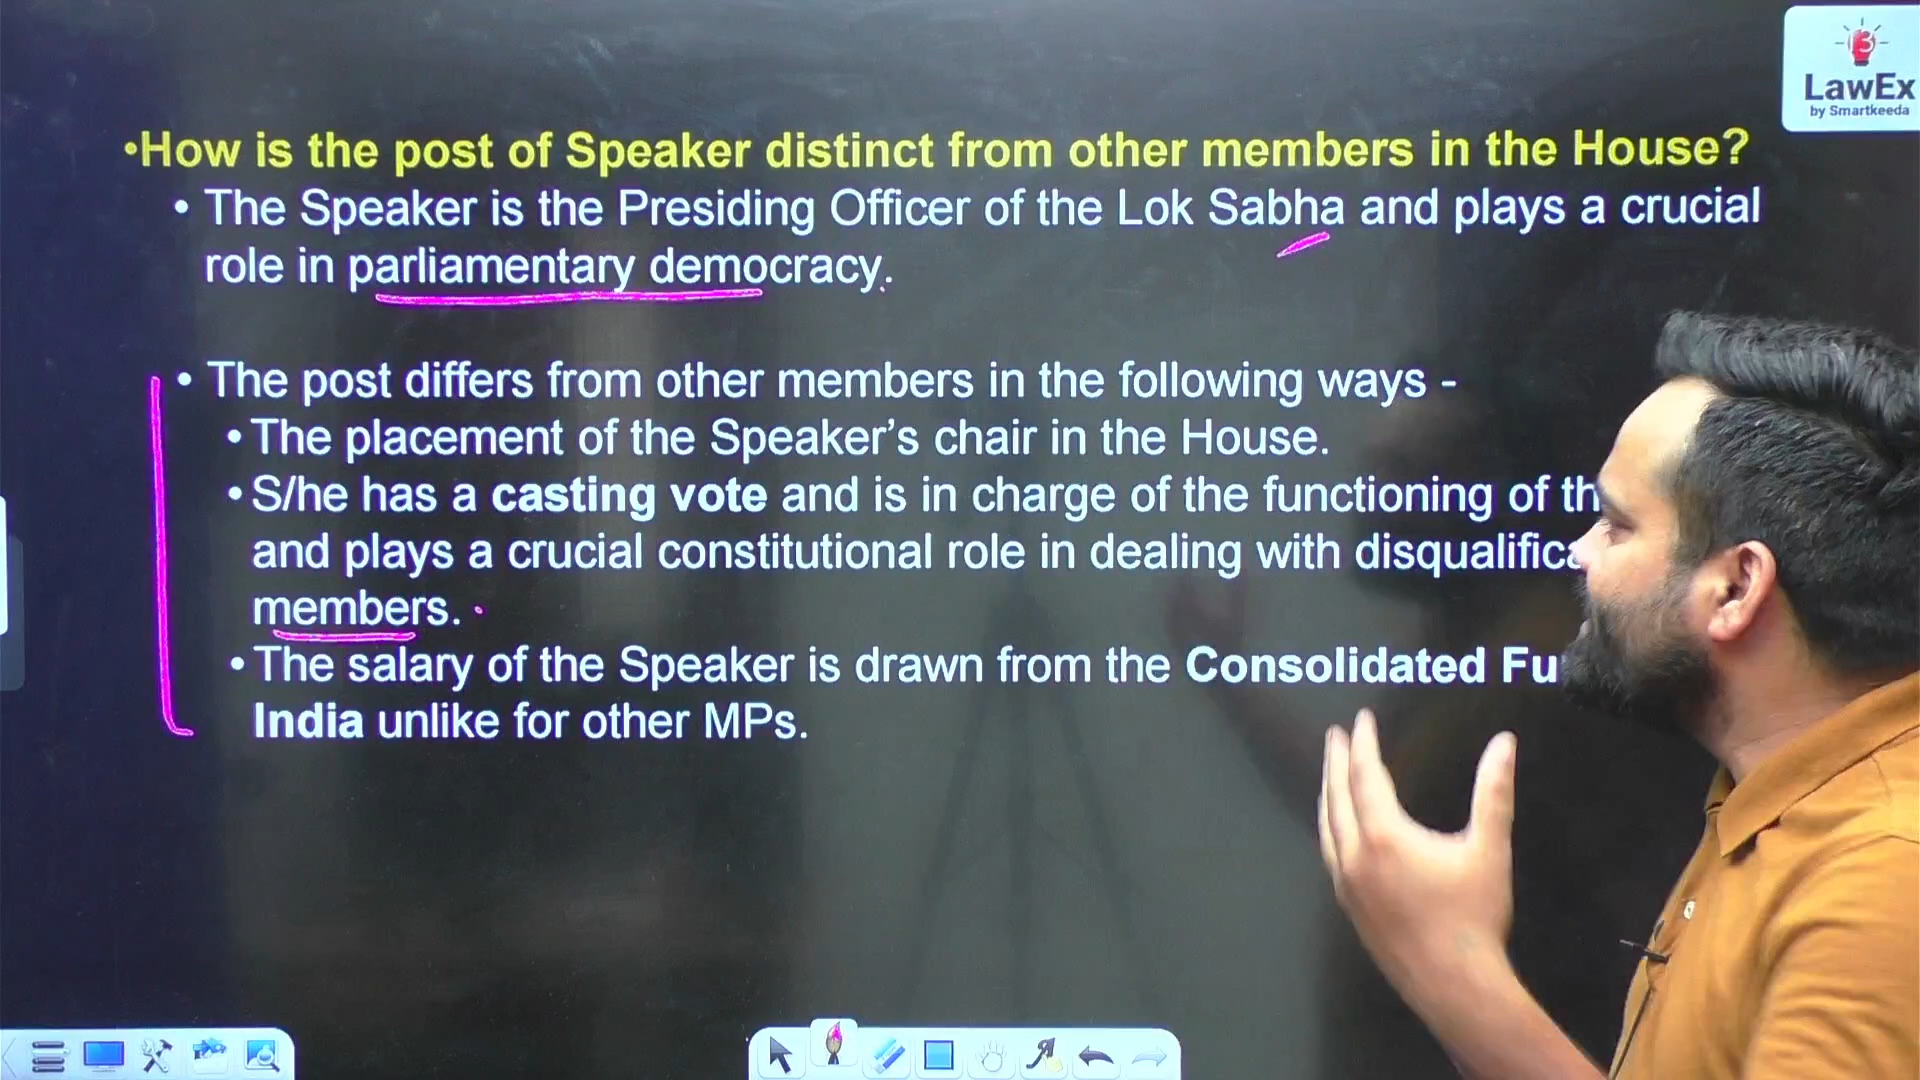 LawEx
by Smartkeeda
•How is the post of Speaker distinct from other members in the House?
• The Speaker is the Presiding Officer of the Lok Sabha and plays a crucial
role in parliamentary democracy.
• The post differs from other members in the following ways -
• The placement of the Speaker’s chair in the House.
• S/he has a casting vote and is in charge of the functioning of
and plays a crucial constitutional role in dealing with
members.
• The salary of the Speaker is drawn from the Consolidated
India unlike for other MPs.